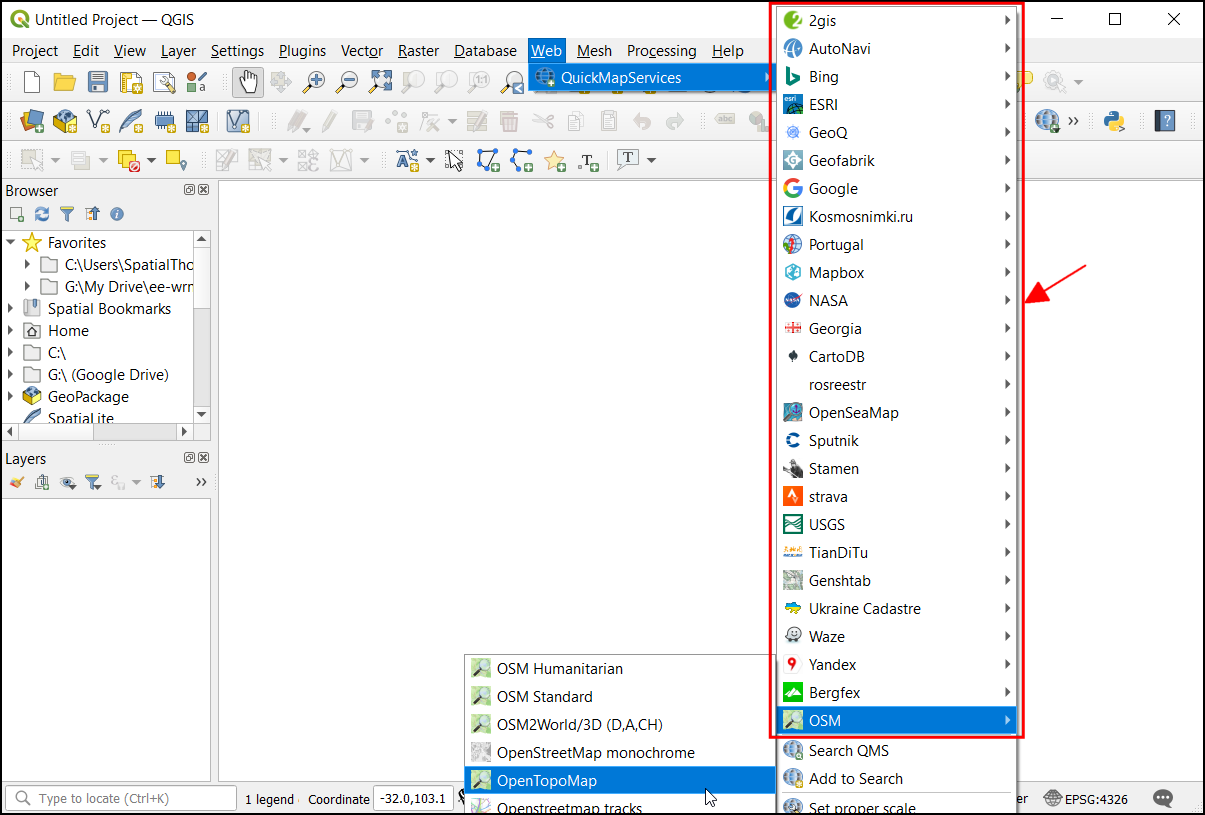 Untitled Project — QGIS
Project Edit View Layer Settings Plugins Vector Raster Database Web Mesh Processing Help
QuickMapServices
2gis
AutoNavi
Bing
ESRI
GeoQ
Geofabrik
Google
Kosmosnimki.ru
Portugal
Mapbox
NASA
Georgia
CartoDB
rosreestr
OpenSeaMap
Sputnik
Stamen
strava
USGS
TianDiTu
Genshtab
Ukraine Cadastre
Waze
Yandex
Bergfex
OSM
Search QMS
Add to Search
Set proper scale
OSM Humanitarian
OSM Standard
OSM2World/3D (D,A,CH)
OpenStreetMap monochrome
OpenTopoMap
Openstreetmap tracks
Browser
Favorites
C:\Users\SpatialTho
G:\My Drive\ee-wrm
Spatial Bookmarks
Home
C:\
G:\ (Google Drive)
GeoPackage
SpatiaLite
Layers
Type to locate (Ctrl+K)
1 legend
Coordinate -32.0,103.1
er
EPSG:4326